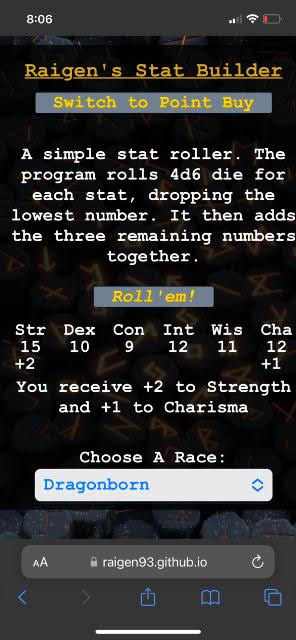 8:06
Raigen's Stat Builder
Switch to Point Buy
A simple stat roller. The
program rolls 4d6 die for
each stat, dropping the
lowest number. It then adds
the three remaining numbers
together.
Roll'em!
Str Dex Con Int Wis Cha
15 10 9 12 11 12
+2 +1
You receive +2 to Strength
and +1 to Charisma
Choose A Race:
Dragonborn
AA raigen93.github.io